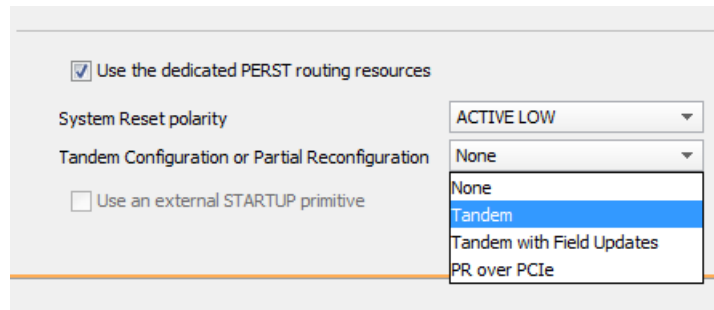 Use the dedicated PERST routing resources
System Reset polarity ACTIVE LOW
Tandem Configuration or Partial Reconfiguration None
None
Use an external STARTUP primitive
Tandem
Tandem with Field Updates
PR over PCIe